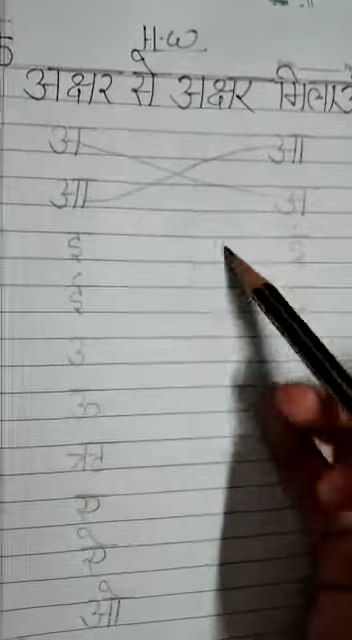 H.W
अक्षर से अक्षर मिलाओ
अ आ
आ अ
इ ई
ई
उ
ऊ
ऋ
ए
ऐ
ओ